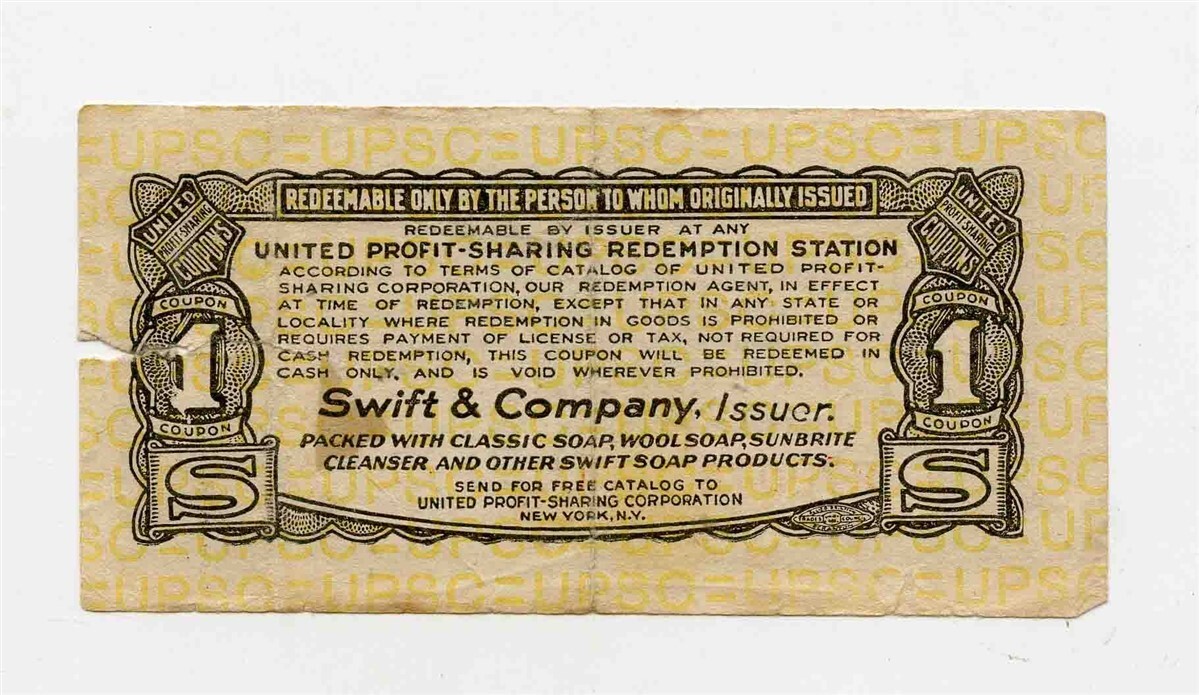 UPSC=UPSC=UPSC=UPSC=UPSC
REDEEMABLE ONLY BY THE PERSON TO WHOM ORIGINALLY ISSUED
UNITED
PROFIT-SHARING
COUPONS
UNITED
PROFIT-SHARING
COUPONS
REDEEMABLE BY ISSUER AT ANY
UNITED PROFIT-SHARING REDEMPTION STATION
ACCORDING TO TERMS OF CATALOG OF UNITED PROFIT-
SHARING CORPORATION, OUR REDEMPTION AGENT, IN EFFECT
AT TIME OF REDEMPTION, EXCEPT THAT IN ANY STATE OR
LOCALITY WHERE REDEMPTION IN GOODS IS PROHIBITED OR
REQUIRES PAYMENT OF LICENSE OR TAX, NOT REQUIRED FOR
CASH REDEMPTION, THIS COUPON WILL BE REDEEMED IN
CASH ONLY, AND IS VOID WHEREVER PROHIBITED.
COUPON
1
COUPON
COUPON
1
COUPON
Swift & Company, Issuer.
PACKED WITH CLASSIC SOAP, WOOL SOAP, SUNBRITE
CLEANSER AND OTHER SWIFT SOAP PRODUCTS.
S
S
SEND FOR FREE CATALOG TO
UNITED PROFIT-SHARING CORPORATION
NEW YORK, N.Y.
=UPSC=UPSC=UPSC=UPSC=UPSC